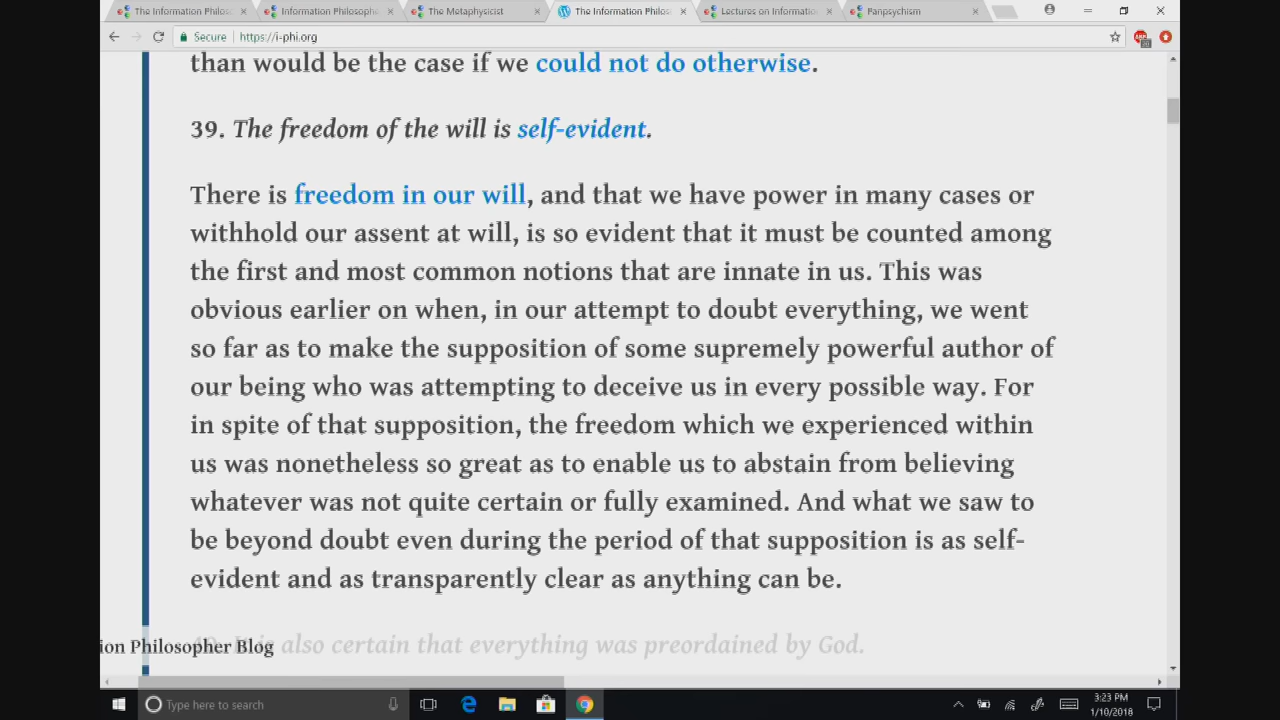 The Information Philos
Information Philosophe
The Metaphysicist
The Information Philos
Lectures on Information
Panpsychism
Secure
https://i-phi.org
than would be the case if we could not do otherwise.
39. The freedom of the will is self-evident.
There is freedom in our will, and that we have power in many cases or
withhold our assent at will, is so evident that it must be counted among
the first and most common notions that are innate in us. This was
obvious earlier on when, in our attempt to doubt everything, we went
so far as to make the supposition of some supremely powerful author of
our being who was attempting to deceive us in every possible way. For
in spite of that supposition, the freedom which we experienced within
us was nonetheless so great as to enable us to abstain from believing
whatever was not quite certain or fully examined. And what we saw to
be beyond doubt even during the period of that supposition is as self-
evident and as transparently clear as anything can be.
also certain that everything was preordained by God.
ion Philosopher Blog
Type here to search
3:23 PM
1/10/2018